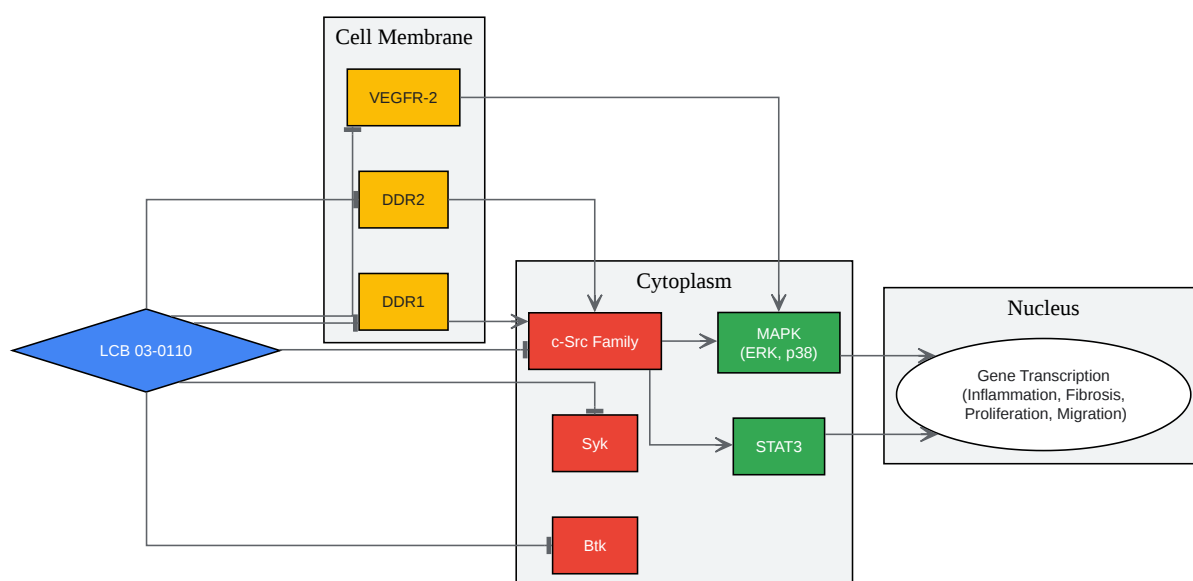 Cell Membrane
VEGFR-2
DDR2
DDR1
LCB 03-0110
Cytoplasm
c-Src Family
MAPK
(ERK, p38)
Syk
STAT3
Btk
Nucleus
Gene Transcription
(Inflammation, Fibrosis,
Proliferation, Migration)